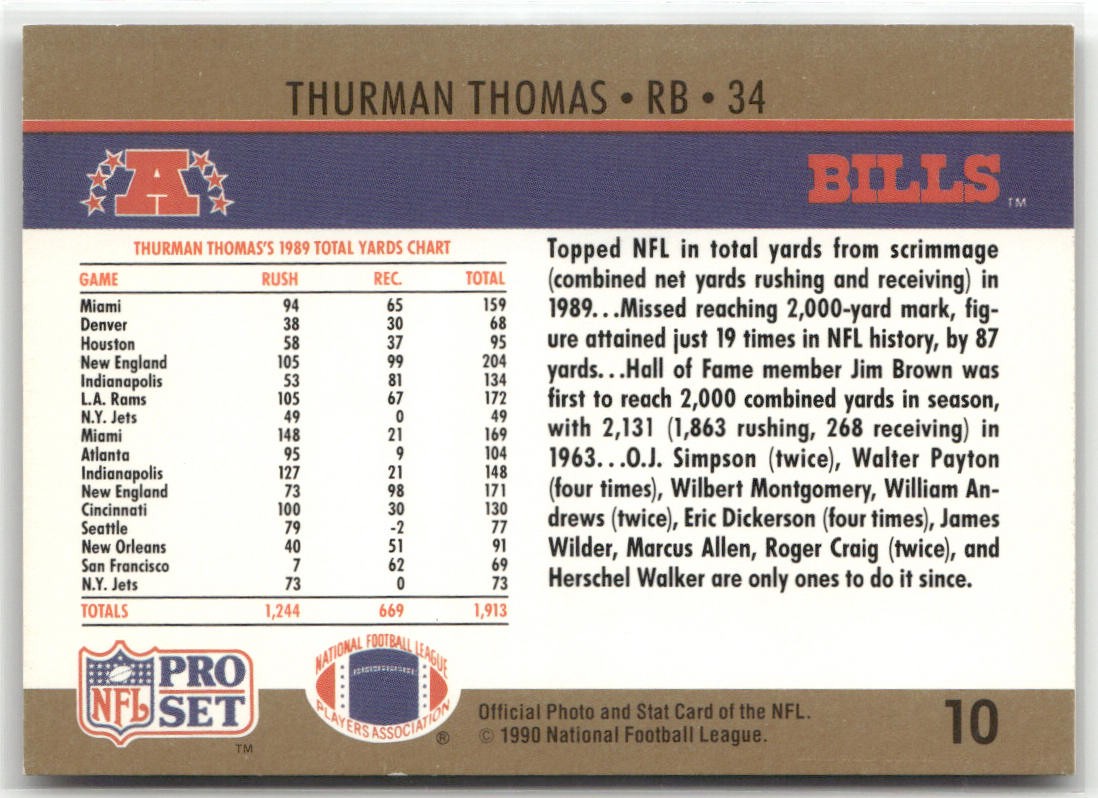 THURMAN THOMAS • RB • 34
A
BILLS TM
THURMAN THOMAS'S 1989 TOTAL YARDS CHART
GAME RUSH REC. TOTAL
Miami 94 65 159
Denver 38 30 68
Houston 58 37 95
New England 105 99 204
Indianapolis 53 81 134
L.A. Rams 105 67 172
N.Y. Jets 49 0 49
Miami 148 21 169
Atlanta 95 9 104
Indianapolis 127 21 148
New England 73 98 171
Cincinnati 100 30 130
Seattle 79 -2 77
New Orleans 40 51 91
San Francisco 7 62 69
N.Y. Jets 73 0 73
TOTALS 1,244 669 1,913
Topped NFL in total yards from scrimmage
(combined net yards rushing and receiving) in
1989...Missed reaching 2,000-yard mark, fig-
ure attained just 19 times in NFL history, by 87
yards...Hall of Fame member Jim Brown was
first to reach 2,000 combined yards in season,
with 2,131 (1,863 rushing, 268 receiving) in
1963...O.J. Simpson (twice), Walter Payton
(four times), Wilbert Montgomery, William An-
drews (twice), Eric Dickerson (four times), James
Wilder, Marcus Allen, Roger Craig (twice), and
Herschel Walker are only ones to do it since.
NFL
PRO
SET
TM
NATIONAL FOOTBALL LEAGUE
PLAYERS ASSOCIATION
®
Official Photo and Stat Card of the NFL.
© 1990 National Football League.
10